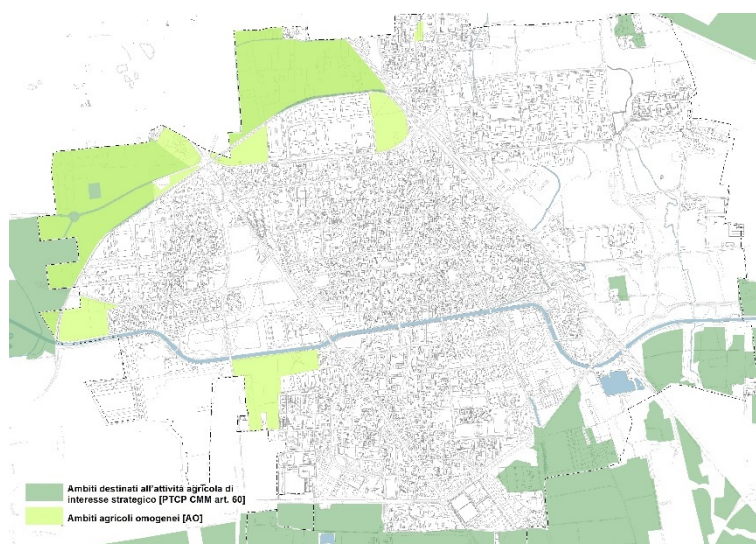 Ambiti destinati all'attività agricola di
interesse strategico [PTCP CMM art. 60]
Ambiti agricoli omogenei [AO]